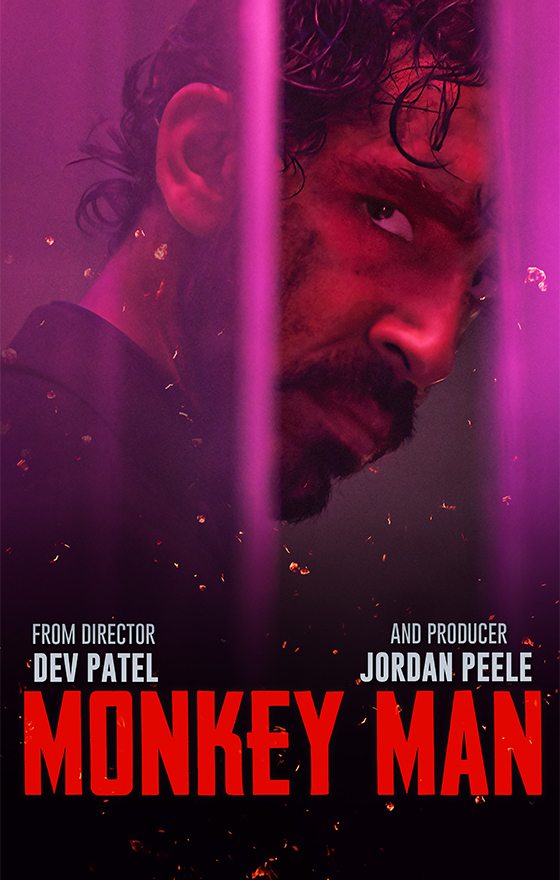 FROM DIRECTOR
DEV PATEL
AND PRODUCER
JORDAN PEELE
MONKEY MAN